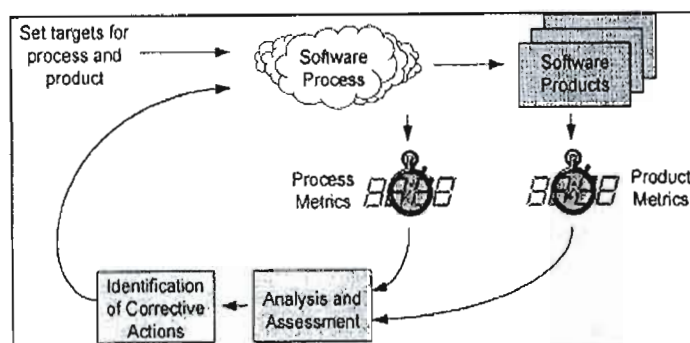 Set targets for
process and
product
Software
Process
Software
Products
Process
Metrics
Product
Metrics
Identification
of Corrective
Actions
Analysis and
Assessment